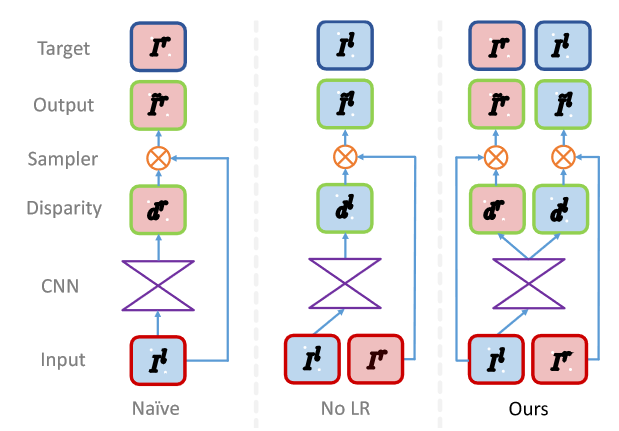 Target I^r I^l I^r I^l
Output Ĩ^r Ĩ^l Ĩ^r Ĩ^l
Sampler
Disparity d^r d^l d^r d^l
CNN
Input I^l I^l I^r I^l I^r
Naïve No LR Ours